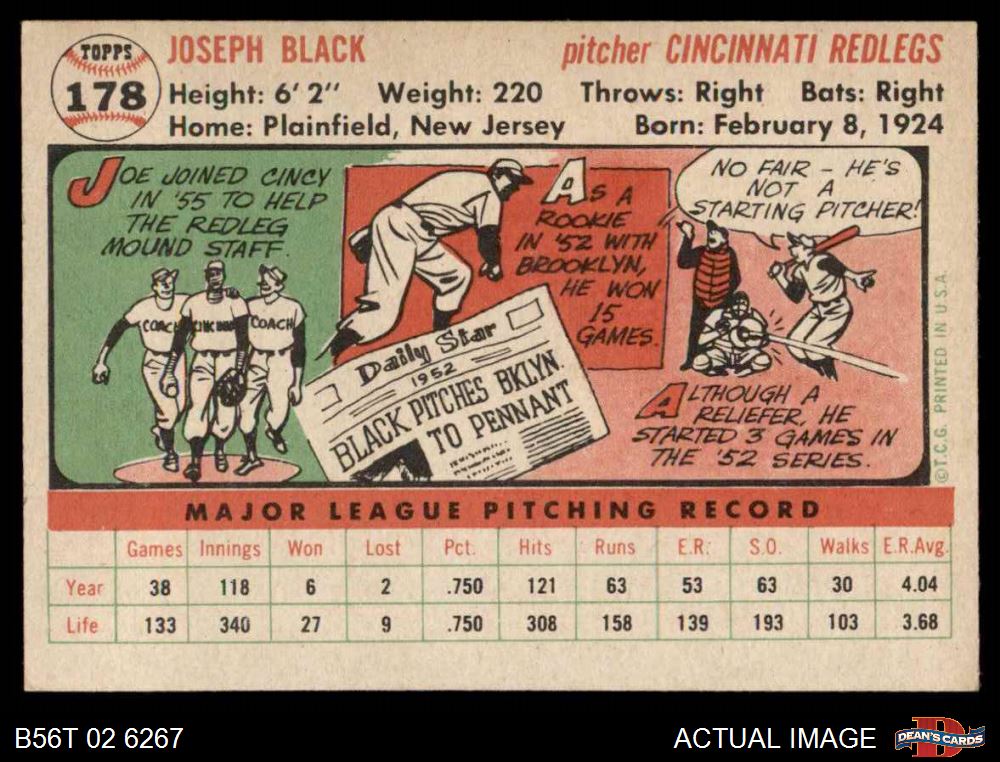 TOPPS
178
JOSEPH BLACK
pitcher CINCINNATI REDLEGS
Height: 6' 2" Weight: 220 Throws: Right Bats: Right
Home: Plainfield, New Jersey Born: February 8, 1924
JOE JOINED CINCY
IN '55 TO HELP
THE REDLEG
MOUND STAFF.
COACH
COACH
AS A
ROOKIE
IN '52 WITH
BROOKLYN,
HE WON
15
GAMES.
Daily Star
1952
BLACK PITCHES BKLYN.
TO PENNANT
NO FAIR – HE'S
NOT A
STARTING PITCHER!
ALTHOUGH A
RELIEFER, HE
STARTED 3 GAMES IN
THE '52 SERIES.
©T.C.G. PRINTED IN U.S.A.
MAJOR LEAGUE PITCHING RECORD
Games Innings Won Lost Pct. Hits Runs E.R. S.O. Walks E.R.Avg.
Year 38 118 6 2 .750 121 63 53 63 30 4.04
Life 133 340 27 9 .750 308 158 139 193 103 3.68
B56T 02 6267
ACTUAL IMAGE
DEAN'S CARDS